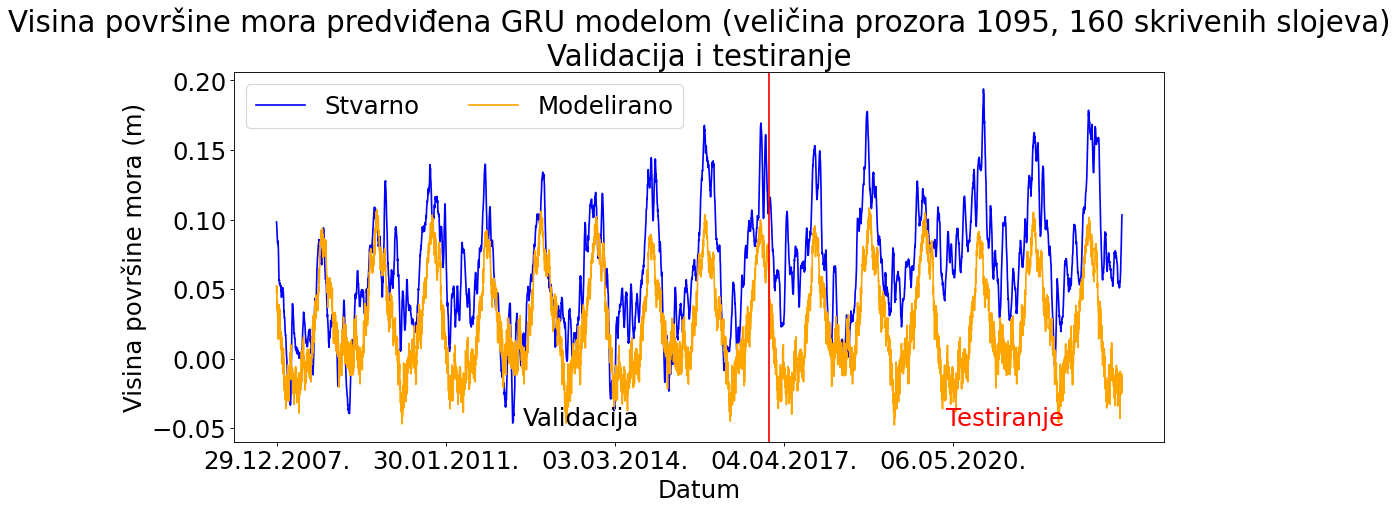 Visina površine mora predviđena GRU modelom (veličina prozora 1095, 160 skrivenih slojeva)
Validacija i testiranje
Stvarno
Modelirano
Visina površine mora (m)
0.20
0.15
0.10
0.05
0.00
−0.05
Validacija
Testiranje
29.12.2007.
30.01.2011.
03.03.2014.
04.04.2017.
06.05.2020.
Datum